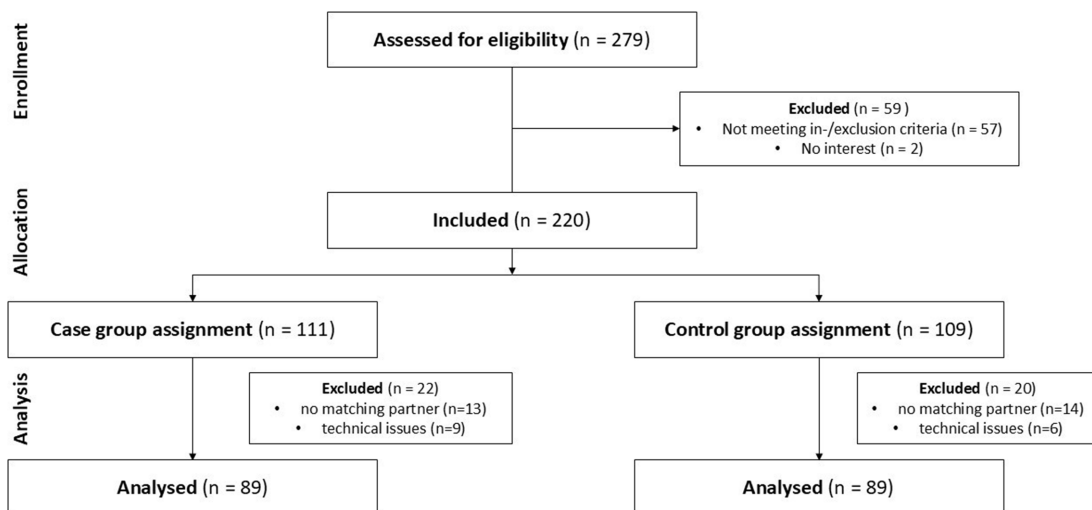 Enrollment
Assessed for eligibility (n = 279)
Excluded (n = 59 )
• Not meeting in-/exclusion criteria (n = 57)
• No interest (n = 2)
Allocation
Included (n = 220)
Case group assignment (n = 111)
Control group assignment (n = 109)
Analysis
Excluded (n = 22)
• no matching partner (n=13)
• technical issues (n=9)
Excluded (n = 20)
• no matching partner (n=14)
• technical issues (n=6)
Analysed (n = 89)
Analysed (n = 89)